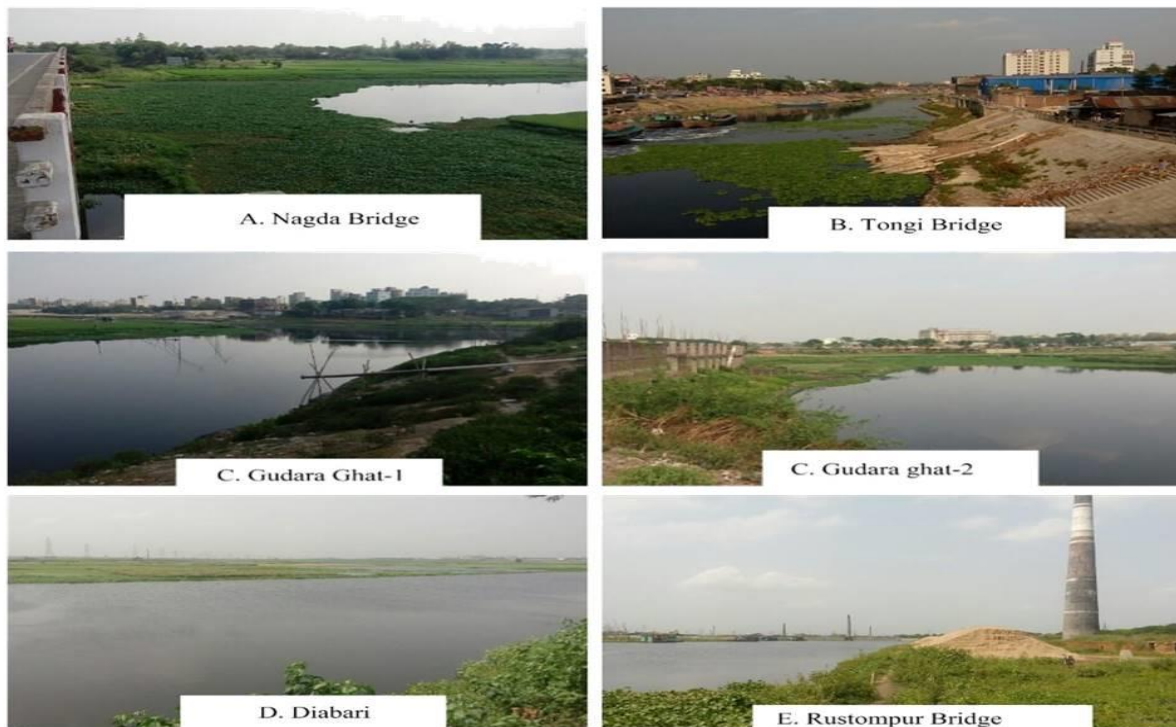 A. Nagda Bridge
B. Tongi Bridge
C. Gudara Ghat-1
C. Gudara ghat-2
D. Diabari
E. Rustompur Bridge